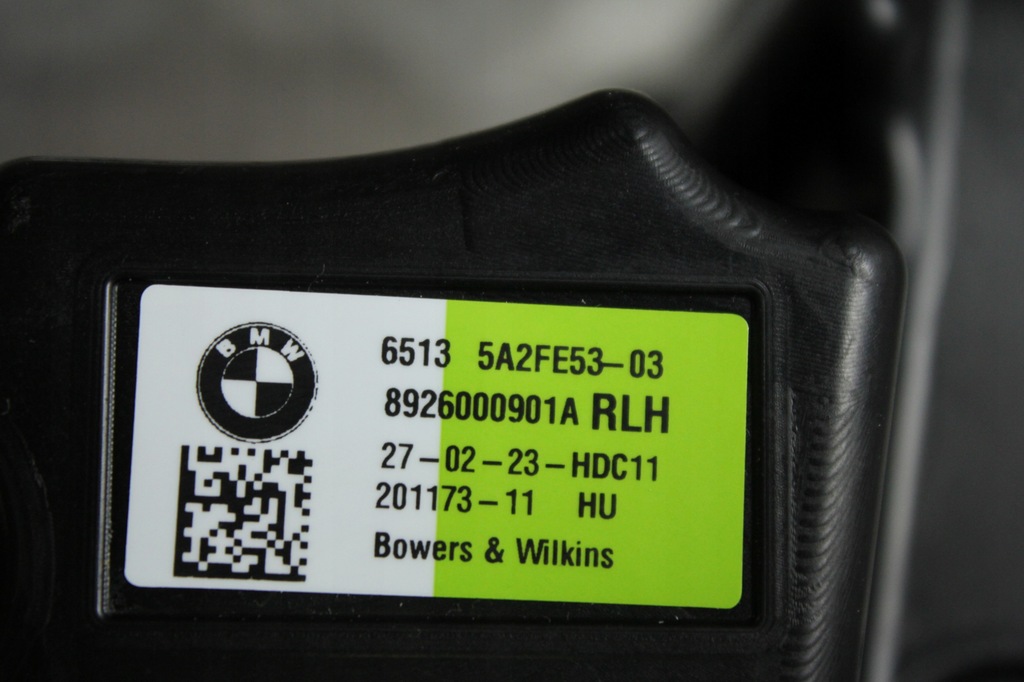 BMW
6513 5A2FE53-03
8926000901A RLH
27-02-23-HDC11
201173-11 HU
Bowers & Wilkins